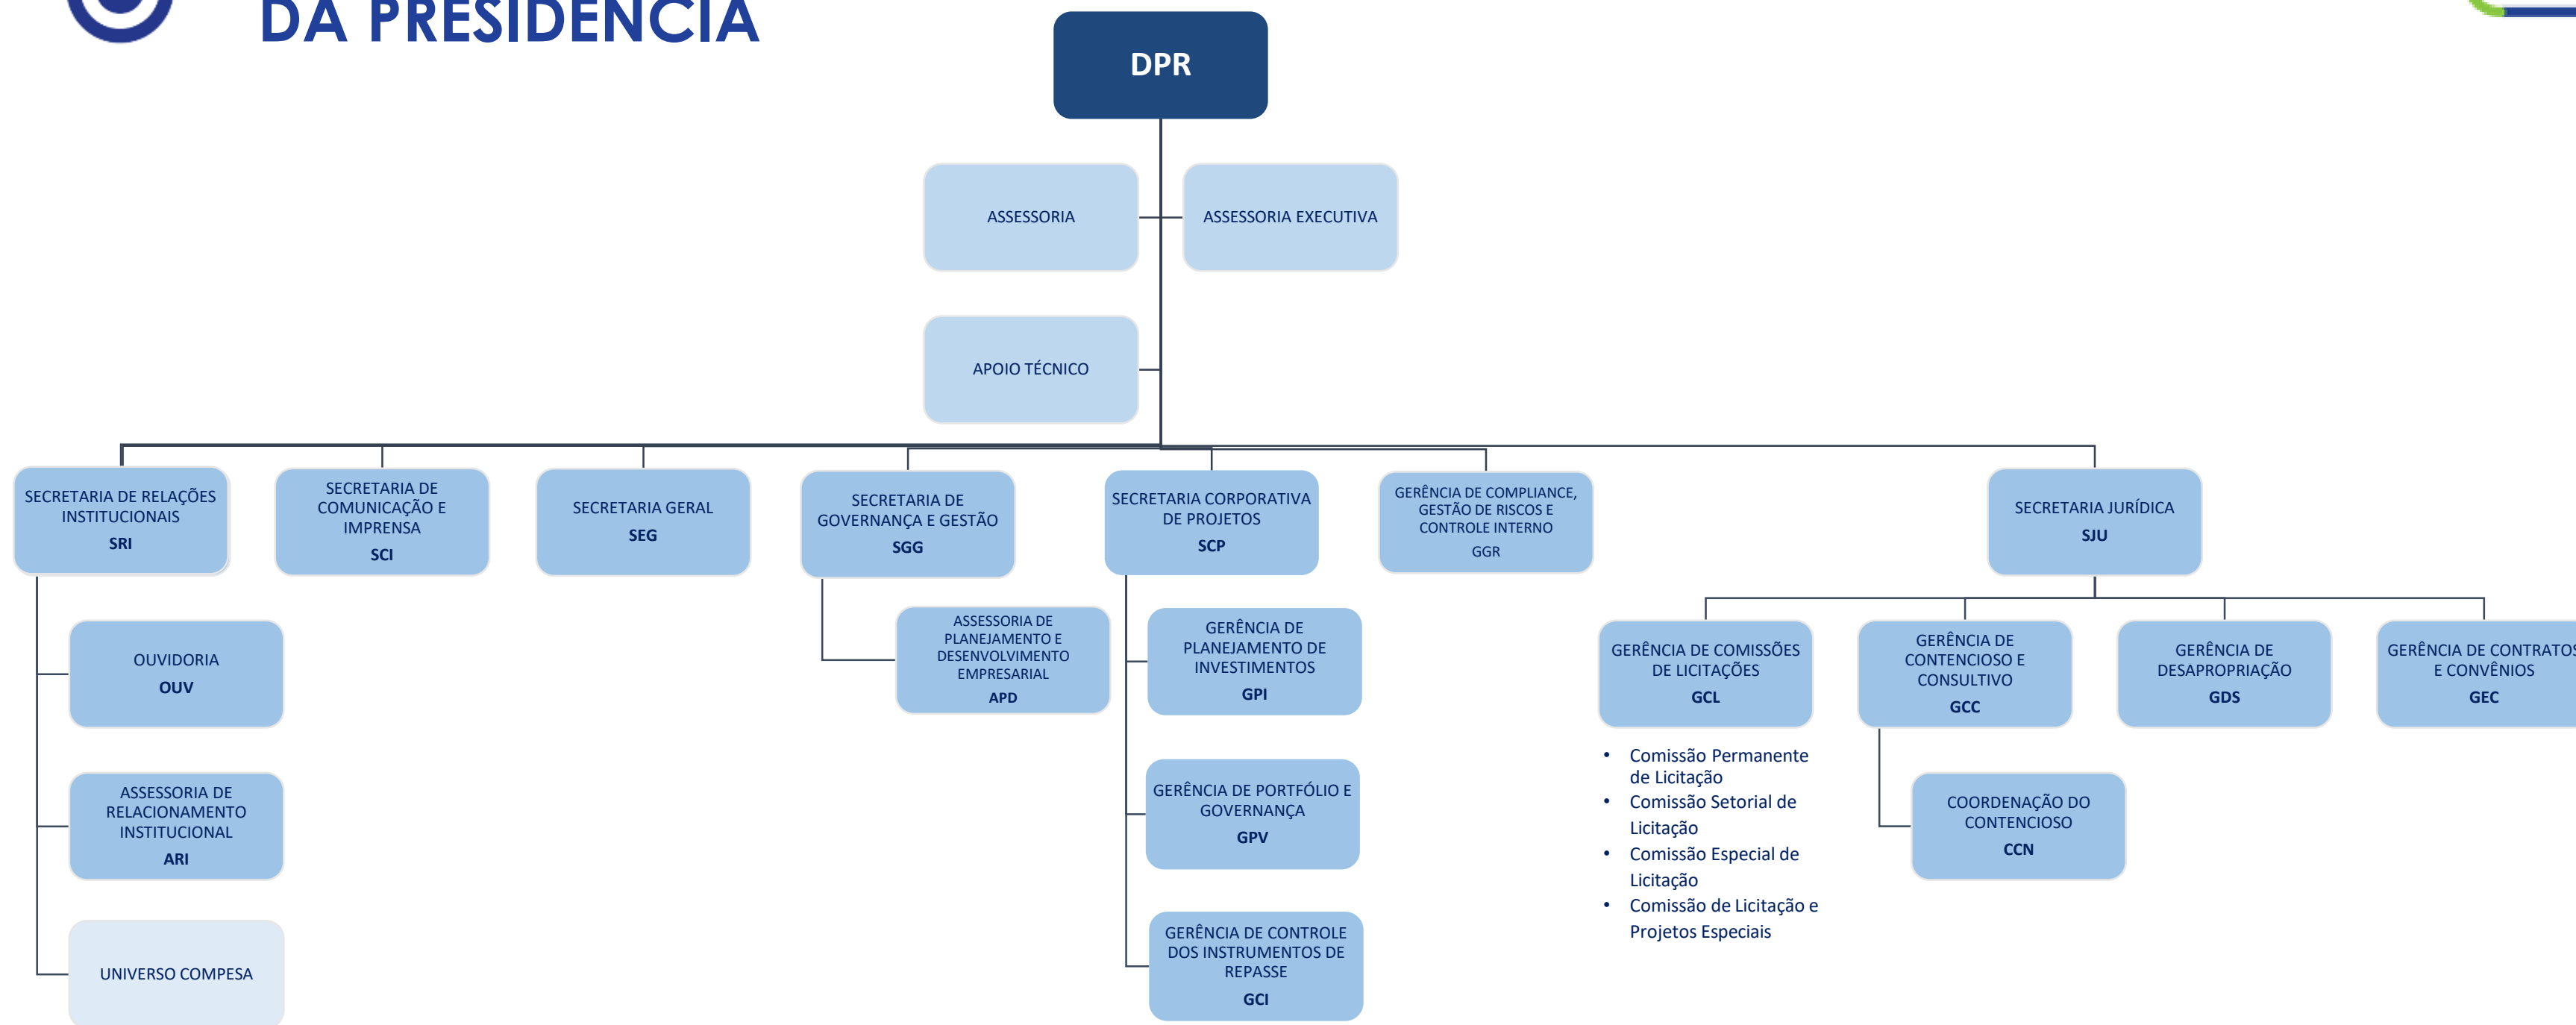 DA PRESIDÊNCIA
DPR
ASSESSORIA
ASSESSORIA EXECUTIVA
APOIO TÉCNICO
SECRETARIA DE RELAÇÕES
INSTITUCIONAIS
SRI
SECRETARIA DE
COMUNICAÇÃO E
IMPRENSA
SCI
SECRETARIA GERAL
SEG
SECRETARIA DE
GOVERNANÇA E GESTÃO
SGG
SECRETARIA CORPORATIVA
DE PROJETOS
SCP
GERÊNCIA DE COMPLIANCE,
GESTÃO DE RISCOS E
CONTROLE INTERNO
GGR
SECRETARIA JURÍDICA
SJU
OUVIDORIA
OUV
ASSESSORIA DE
RELACIONAMENTO
INSTITUCIONAL
ARI
UNIVERSO COMPESA
ASSESSORIA DE
PLANEJAMENTO E
DESENVOLVIMENTO
EMPRESARIAL
APD
GERÊNCIA DE
PLANEJAMENTO DE
INVESTIMENTOS
GPI
GERÊNCIA DE PORTFÓLIO E
GOVERNANÇA
GPV
GERÊNCIA DE CONTROLE
DOS INSTRUMENTOS DE
REPASSE
GCI
GERÊNCIA DE COMISSÕES
DE LICITAÇÕES
GCL
• Comissão Permanente
de Licitação
• Comissão Setorial de
Licitação
• Comissão Especial de
Licitação
• Comissão de Licitação e
Projetos Especiais
GERÊNCIA DE
CONTENCIOSO E
CONSULTIVO
GCC
COORDENAÇÃO DO
CONTENCIOSO
CCN
GERÊNCIA DE
DESAPROPRIAÇÃO
GDS
GERÊNCIA DE CONTRATOS
E CONVÊNIOS
GEC